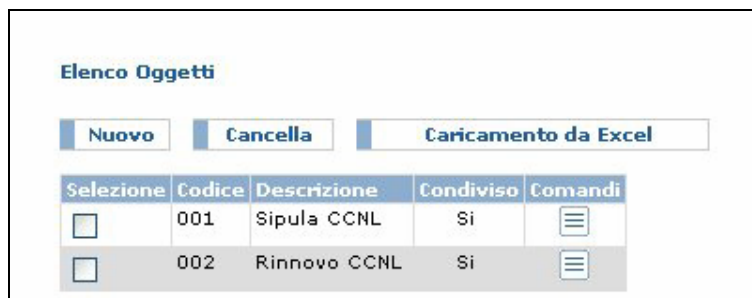 Elenco Oggetti
Nuovo Cancella Caricamento da Excel
Selezione Codice Descrizione Condiviso Comandi
001 Sipula CCNL Si
002 Rinnovo CCNL Si